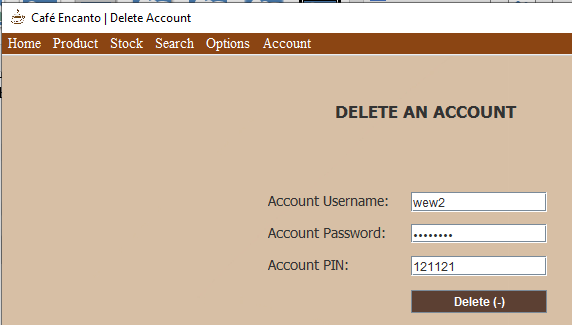 Café Encanto | Delete Account
Home Product Stock Search Options Account
DELETE AN ACCOUNT
Account Username: wew2
Account Password: ••••••••
Account PIN: 121121
Delete (-)